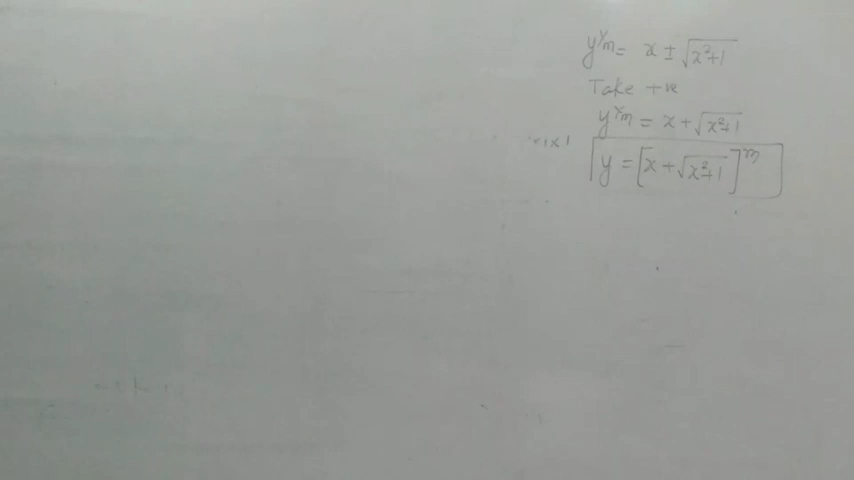 y^1/m = x ± √x²+1
Take +ve
y^1/m = x + √x²+1
y = [x + √x²+1]^m